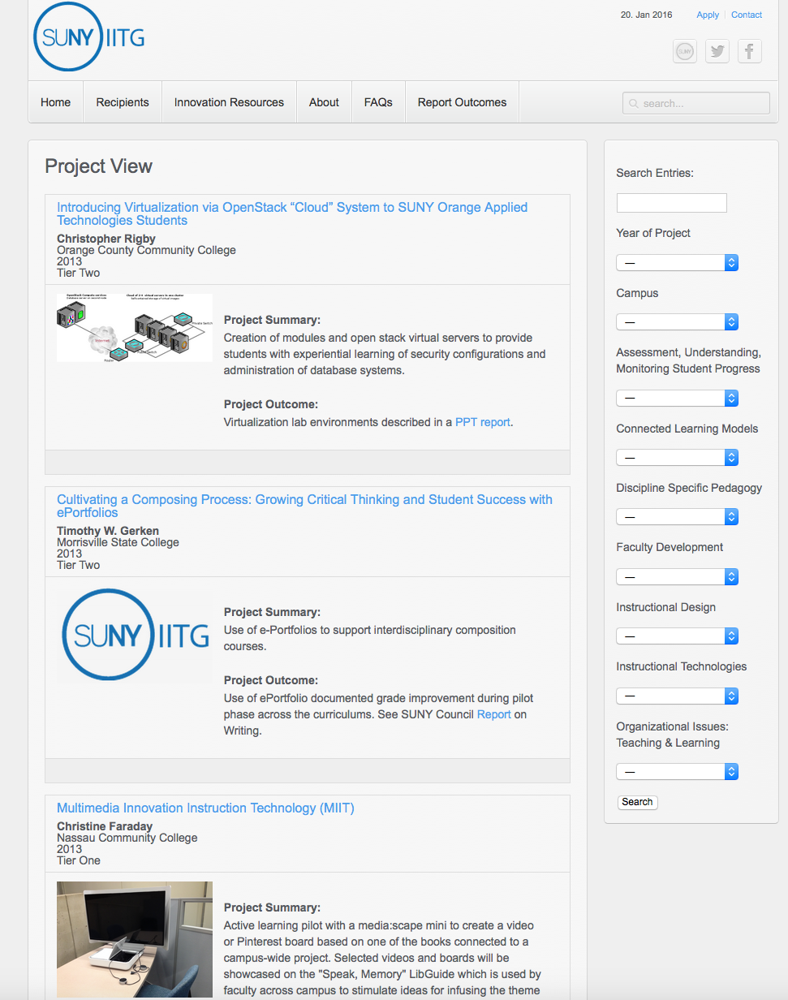 SUNY IITG
20. Jan 2016
Apply
Contact
SUNY
Home
Recipients
Innovation Resources
About
FAQs
Report Outcomes
search...
Project View
Introducing Virtualization via OpenStack “Cloud” System to SUNY Orange Applied
Technologies Students
Christopher Rigby
Orange County Community College
2013
Tier Two
OpenStack Compute services
Private Switch
Router
Project Summary:
Creation of modules and open stack virtual servers to provide
students with experiential learning of security configurations and
administration of database systems.
Project Outcome:
Virtualization lab environments described in a PPT report.
Cultivating a Composing Process: Growing Critical Thinking and Student Success with
ePortfolios
Timothy W. Gerken
Morrisville State College
2013
Tier Two
SUNY IITG
Project Summary:
Use of e-Portfolios to support interdisciplinary composition
courses.
Project Outcome:
Use of ePortfolio documented grade improvement during pilot
phase across the curriculums. See SUNY Council Report on
Writing.
Multimedia Innovation Instruction Technology (MIIT)
Christine Faraday
Nassau Community College
2013
Tier One
Project Summary:
Active learning pilot with a media:scape mini to create a video
or Pinterest board based on one of the books connected to a
campus-wide project. Selected videos and boards will be
showcased on the "Speak, Memory" LibGuide which is used by
faculty across campus to stimulate ideas for infusing the theme
Search Entries:
Year of Project
—
Campus
—
Assessment, Understanding,
Monitoring Student Progress
—
Connected Learning Models
—
Discipline Specific Pedagogy
—
Faculty Development
—
Instructional Design
—
Instructional Technologies
—
Organizational Issues:
Teaching & Learning
—
Search